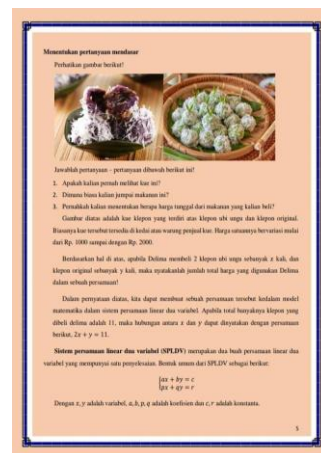 Menentukan pertanyaan mendasar
Perhatikan gambar berikut!
Jawablah pertanyaan – pertanyaan dibawah berikut ini!
1. Apakah kalian pernah melihat kue ini?
2. Dimana biasa kalian jumpai makanan ini?
3. Pernahkah kalian menentukan berapa harga tunggal dari makanan yang kalian beli?
Gambar diatas adalah kue klepon yang terdiri atas klepon ubi ungu dan klepon original.
Biasanya kue tersebut tersedia di kedai atau warung penjual kue. Harga satuannya bervariasi mulai
dari Rp. 1000 sampai dengan Rp. 2000.
Berdasarkan hal di atas, apabila Delima membeli 2 klepon ubi ungu sebanyak x kali, dan
klepon original sebanyak y kali, maka nyatakanlah jumlah total harga yang digunakan Delima
dalam sebuah persamaan!
Dalam pernyataan diatas, kita dapat membuat sebuah persamaan tersebut kedalam model
matematika dalam sistem persamaan linear dua variabel. Apabila total banyaknya klepon yang
dibeli delima adalah 11, maka hubungan antara x dan y dapat dinyatakan dengan persamaan
berikut, 2x + y = 11.
Sistem persamaan linear dua variabel (SPLDV) merupakan dua buah persamaan linear dua
variabel yang mempunyai satu penyelesaian. Bentuk umum dari SPLDV sebagai berikut:
{ax + by = c
{px + qy = r
Dengan x, y adalah variabel, a, b, p, q adalah koefisien dan c, r adalah konstanta.
5